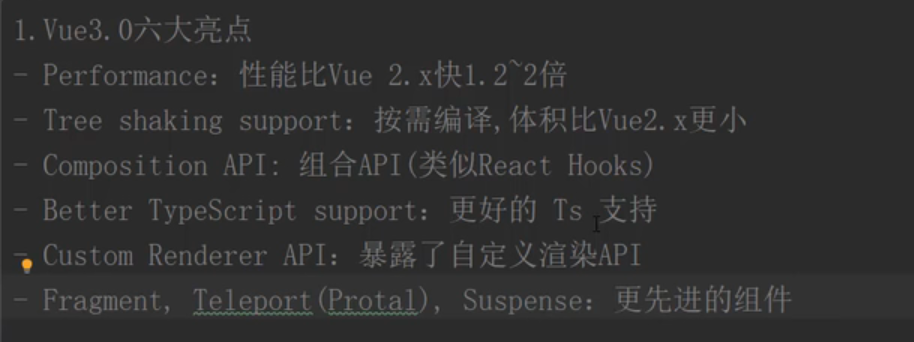 1.Vue3.0六大亮点
- Performance：性能比Vue 2.x快1.2~2倍
- Tree shaking support：按需编译,体积比Vue2.x更小
- Composition API: 组合API(类似React Hooks)
- Better TypeScript support：更好的 Ts 支持
- Custom Renderer API：暴露了自定义渲染API
- Fragment, Teleport(Protal), Suspense：更先进的组件